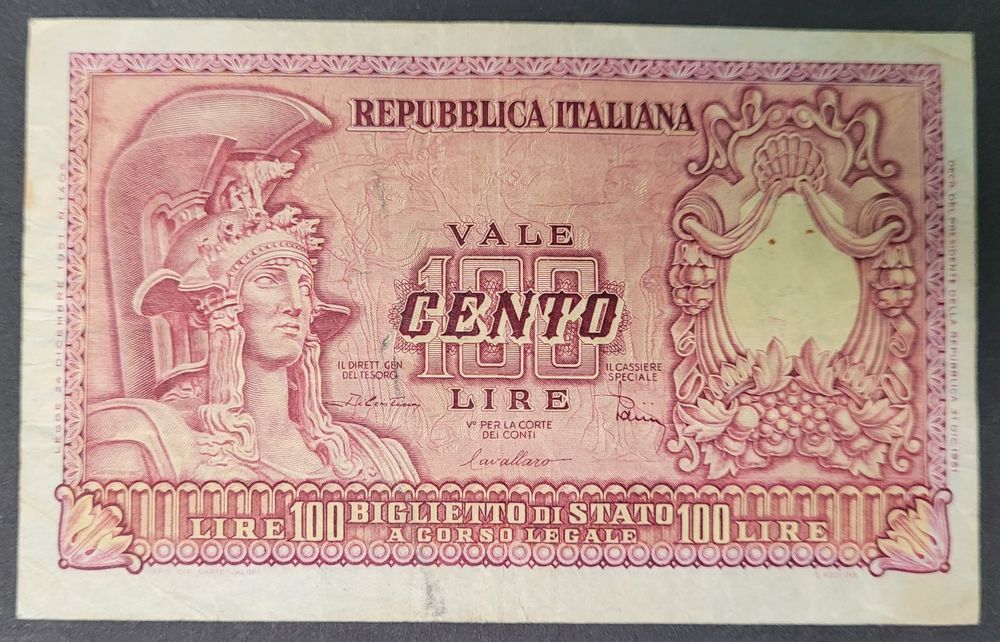 REPUBBLICA ITALIANA
VALE
100
CENTO
LIRE
IL DIRETT. GEN.
DEL TESORO
IL CASSIERE
SPECIALE
Vº PER LA CORTE
DEI CONTI
Cavallaro
LEGGE 24 DICEMBRE 1951 N. 1405
DECR. DEL PRESIDENTE DELLA REPUBBLICA 31 DIC. 1951
LIRE 100 BIGLIETTO DI STATO 100 LIRE
A CORSO LEGALE